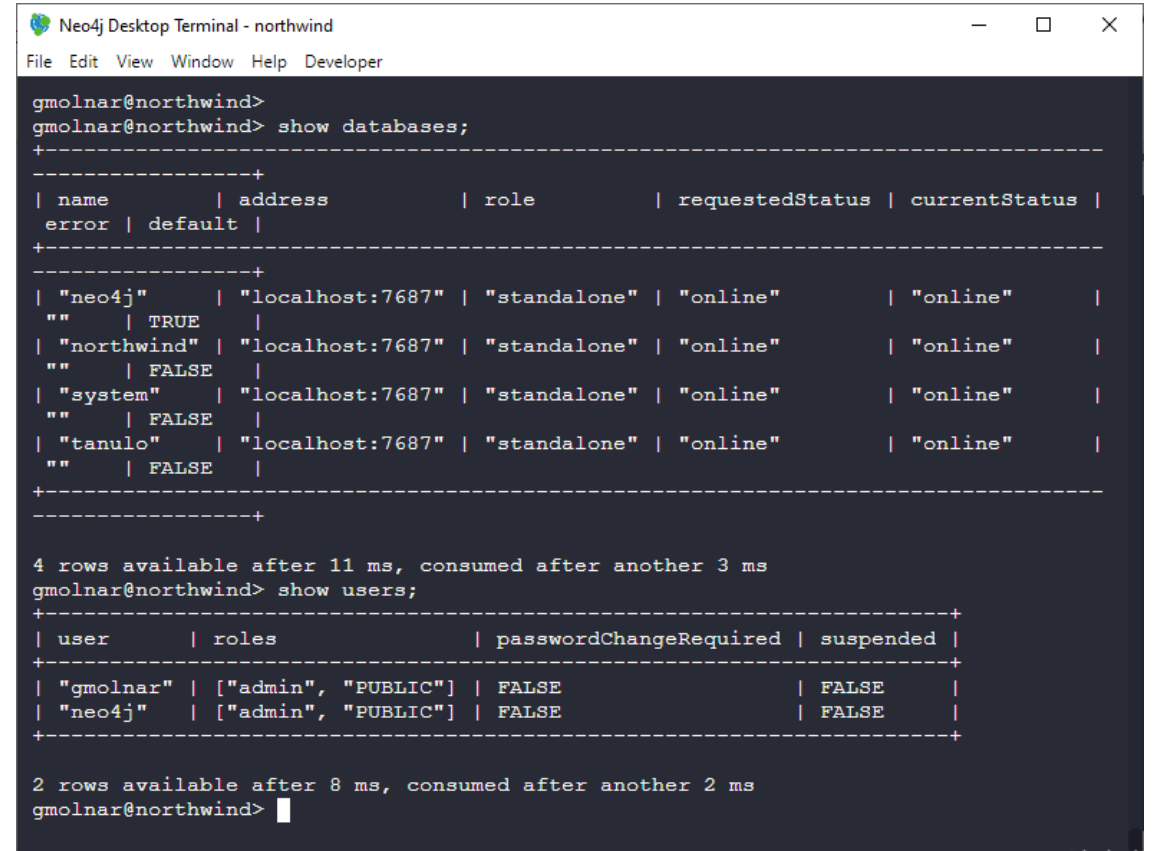 Neo4j Desktop Terminal - northwind
File Edit View Window Help Developer
gmolnar@northwind>
gmolnar@northwind> show databases;
+----------------------------------------------------------------------------------
-----------------+
| name       | address          | role         | requestedStatus | currentStatus |
 error | default |
+----------------------------------------------------------------------------------
-----------------+
| "neo4j"     | "localhost:7687" | "standalone" | "online"        | "online"      |
 ""    | TRUE    |
| "northwind" | "localhost:7687" | "standalone" | "online"        | "online"      |
 ""    | FALSE   |
| "system"    | "localhost:7687" | "standalone" | "online"        | "online"      |
 ""    | FALSE   |
| "tanulo"    | "localhost:7687" | "standalone" | "online"        | "online"      |
 ""    | FALSE   |
+----------------------------------------------------------------------------------
-----------------+
4 rows available after 11 ms, consumed after another 3 ms
gmolnar@northwind> show users;
+----------------------------------------------------------------------+
| user      | roles               | passwordChangeRequired | suspended |
+----------------------------------------------------------------------+
| "gmolnar" | ["admin", "PUBLIC"] | FALSE                  | FALSE     |
| "neo4j"   | ["admin", "PUBLIC"] | FALSE                  | FALSE     |
+----------------------------------------------------------------------+
2 rows available after 8 ms, consumed after another 2 ms
gmolnar@northwind>